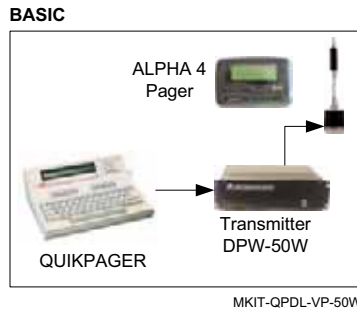 BASIC
ALPHA 4
Pager
Transmitter
DPW-50W
QUIKPAGER
MKIT-QPDL-VP-50W